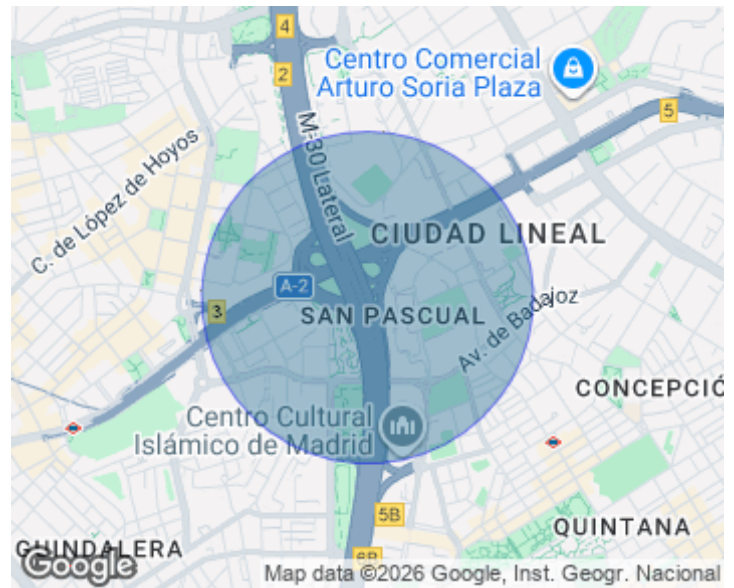 4
2
Centro Comercial
Arturo Soria Plaza
5
M-30 Lateral
C. de López de Hoyos
CIUDAD LINEAL
A-2
3
SAN PASCUAL
Av. de Badajoz
CONCEPCIÓ
Centro Cultural
Islámico de Madrid
5B
QUINTANA
GUINDALERA
6B
Google
Map data ©2026 Google, Inst. Geogr. Nacional